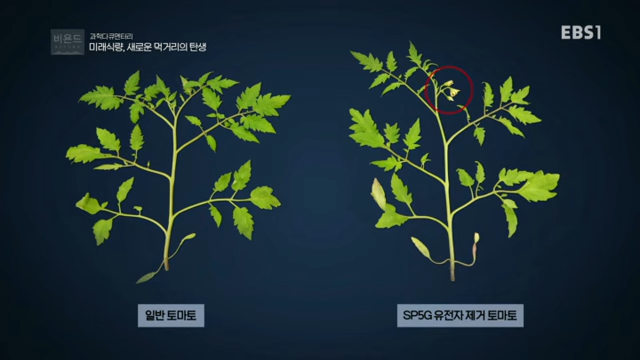 비욘드
과학다큐멘터리
미래식량, 새로운 먹거리의 탄생
EBS1
일반 토마토
SP5G 유전자 제거 토마토